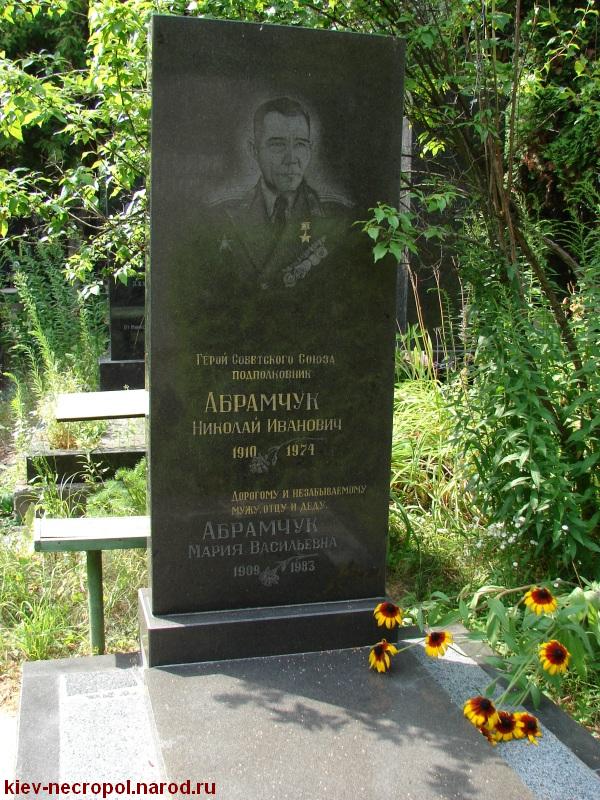 Герой Советского Союза
подполковник
Абрамчук
Николай Иванович
1910 1974
Дорогому и незабываемому
мужу, отцу и деду.
Абрамчук
Мария Васильевна
1909 1983
kiev-necropol.narod.ru